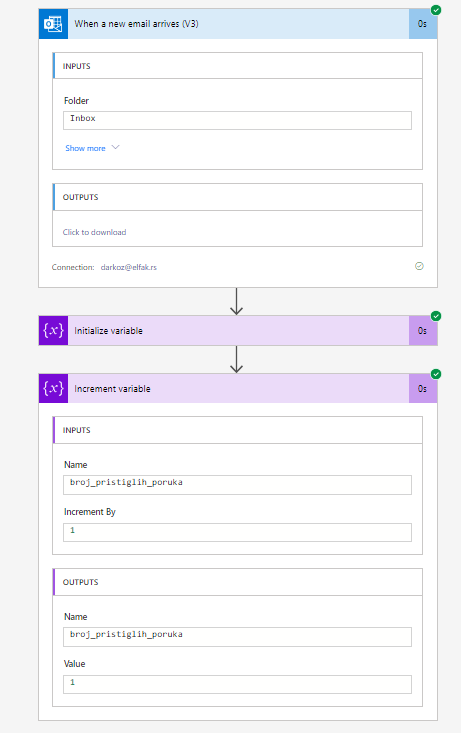 When a new email arrives (V3)
0s
INPUTS
Folder
Inbox
Show more
OUTPUTS
Click to download
Connection: darkoz@elfak.rs
{x} Initialize variable
0s
{x} Increment variable
0s
INPUTS
Name
broj_pristiglih_poruka
Increment By
1
OUTPUTS
Name
broj_pristiglih_poruka
Value
1